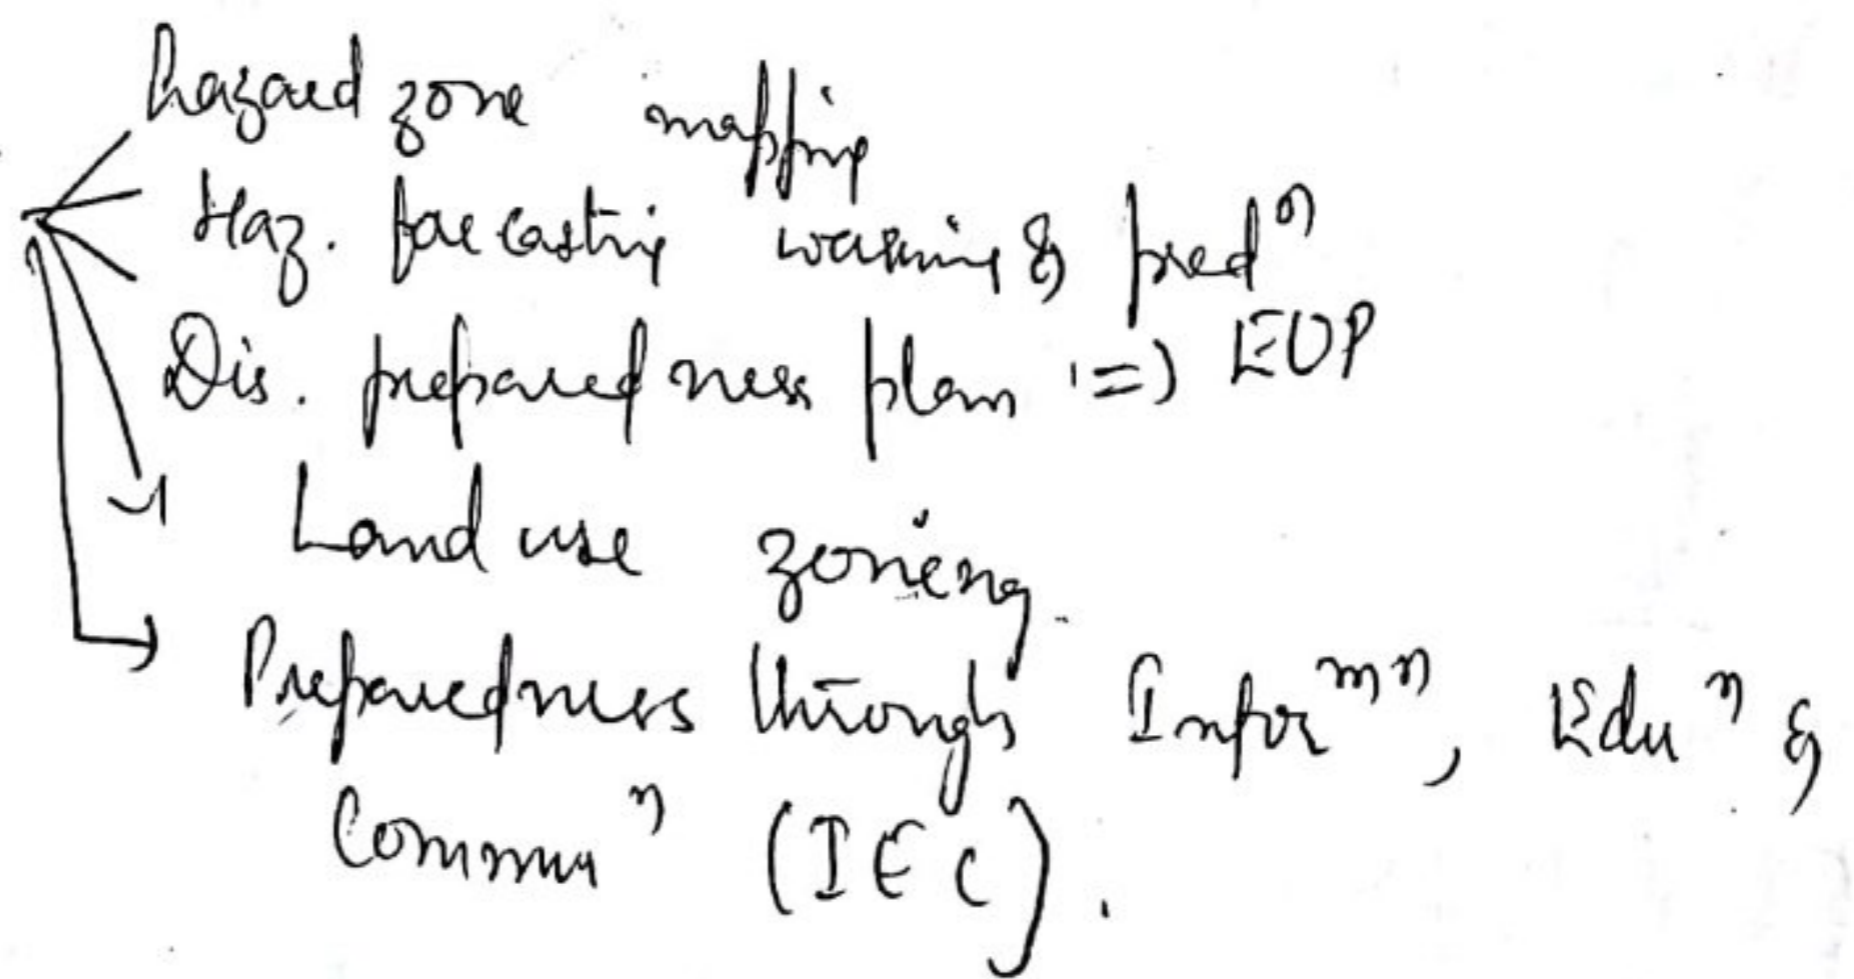 hazard zone mapping
Haz. forecasting warning & predⁿ
Dis. preparedness plan => EOP
Land use zoning.
Preparedness through Inforᵐⁿ, Eduⁿ &
Communⁿ (IEC).